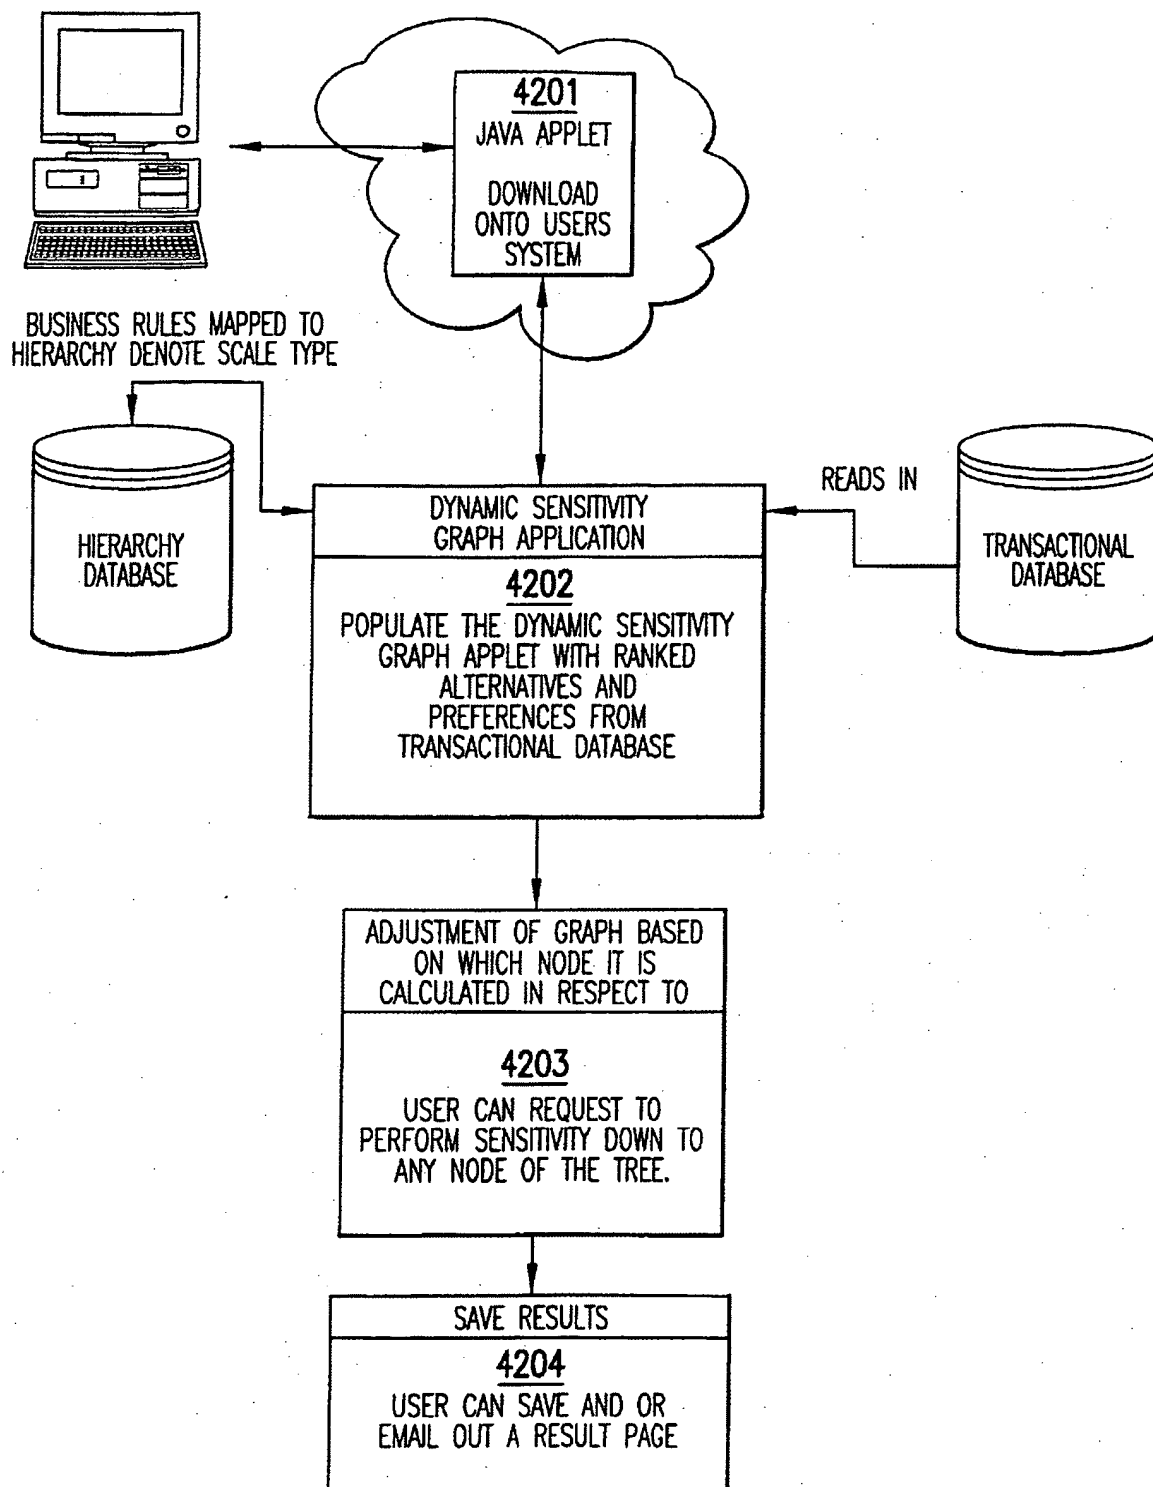 4201
JAVA APPLET
DOWNLOAD
ONTO USERS
SYSTEM
BUSINESS RULES MAPPED TO
HIERARCHY DENOTE SCALE TYPE
HIERARCHY
DATABASE
READS IN
TRANSACTIONAL
DATABASE
DYNAMIC SENSITIVITY
GRAPH APPLICATION
4202
POPULATE THE DYNAMIC SENSITIVITY
GRAPH APPLET WITH RANKED
ALTERNATIVES AND
PREFERENCES FROM
TRANSACTIONAL DATABASE
ADJUSTMENT OF GRAPH BASED
ON WHICH NODE IT IS
CALCULATED IN RESPECT TO
4203
USER CAN REQUEST TO
PERFORM SENSITIVITY DOWN TO
ANY NODE OF THE TREE.
SAVE RESULTS
4204
USER CAN SAVE AND OR
EMAIL OUT A RESULT PAGE